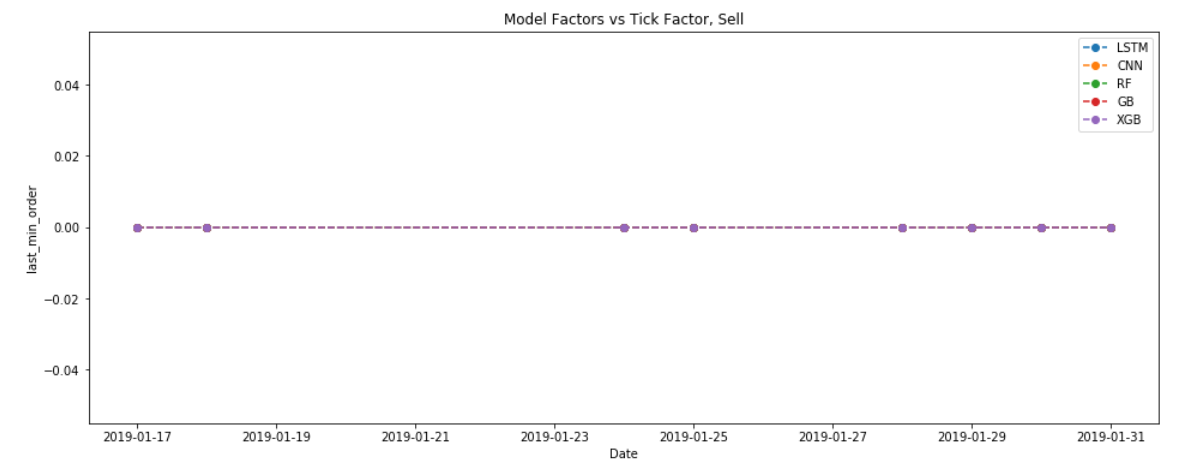 Model Factors vs Tick Factor, Sell
LSTM
CNN
RF
GB
XGB
last_min_order
0.04
0.02
0.00
−0.02
−0.04
2019-01-17 2019-01-19 2019-01-21 2019-01-23 2019-01-25 2019-01-27 2019-01-29 2019-01-31
Date